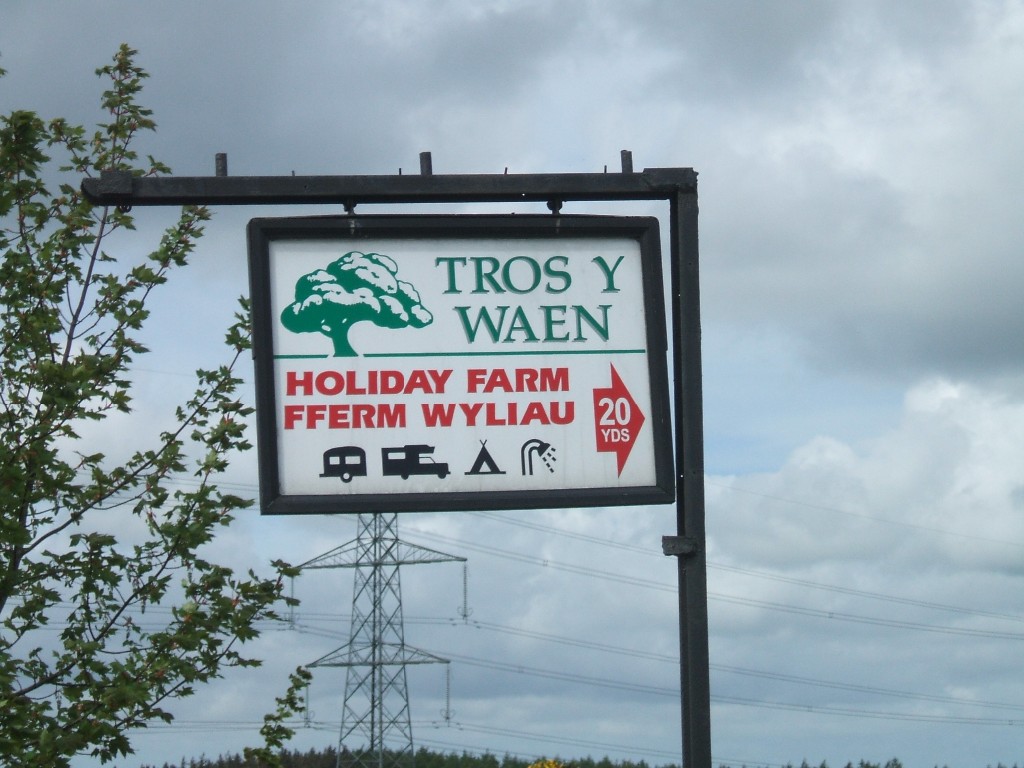 TROS Y
WAEN
HOLIDAY FARM
FFERM WYLIAU
20
YDS